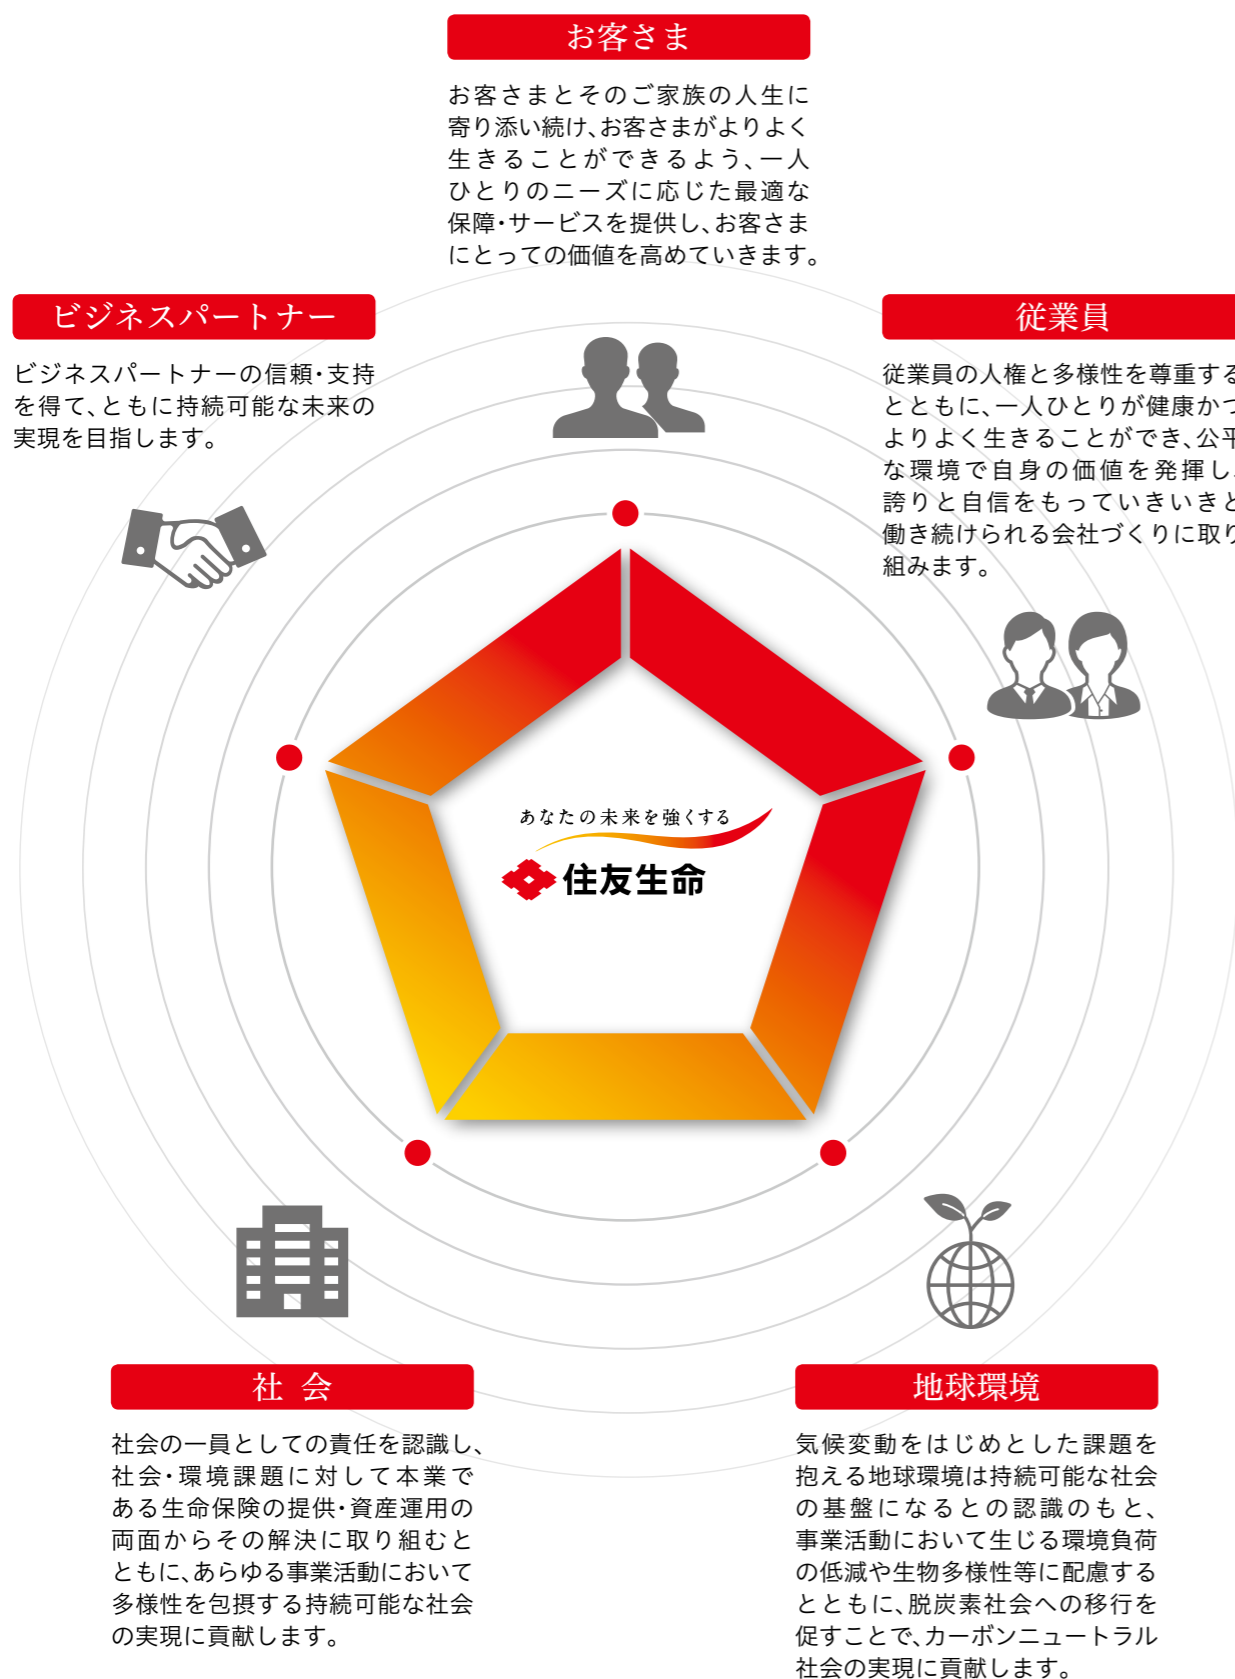 お客さま
お客さまとそのご家族の人生に
寄り添い続け、お客さまがよりよく
生きることができるよう、一人
ひとりのニーズに応じた最適な
保障・サービスを提供し、お客さま
にとっての価値を高めていきます。
ビジネスパートナー
ビジネスパートナーの信頼・支持
を得て、ともに持続可能な未来の
実現を目指します。
従業員
従業員の人権と多様性を尊重する
とともに、一人ひとりが健康かつ
よりよく生きることができ、公平
な環境で自身の価値を発揮し、
誇りと自信をもっていきいきと
働き続けられる会社づくりに取り
組みます。
あなたの未来を強くする
住友生命
社 会
社会の一員としての責任を認識し、
社会・環境課題に対して本業で
ある生命保険の提供・資産運用の
両面からその解決に取り組むと
ともに、あらゆる事業活動において
多様性を包摂する持続可能な社会
の実現に貢献します。
地球環境
気候変動をはじめとした課題を
抱える地球環境は持続可能な社会
の基盤になるとの認識のもと、
事業活動において生じる環境負荷
の低減や生物多様性等に配慮する
とともに、脱炭素社会への移行を
促すことで、カーボンニュートラル
社会の実現に貢献します。